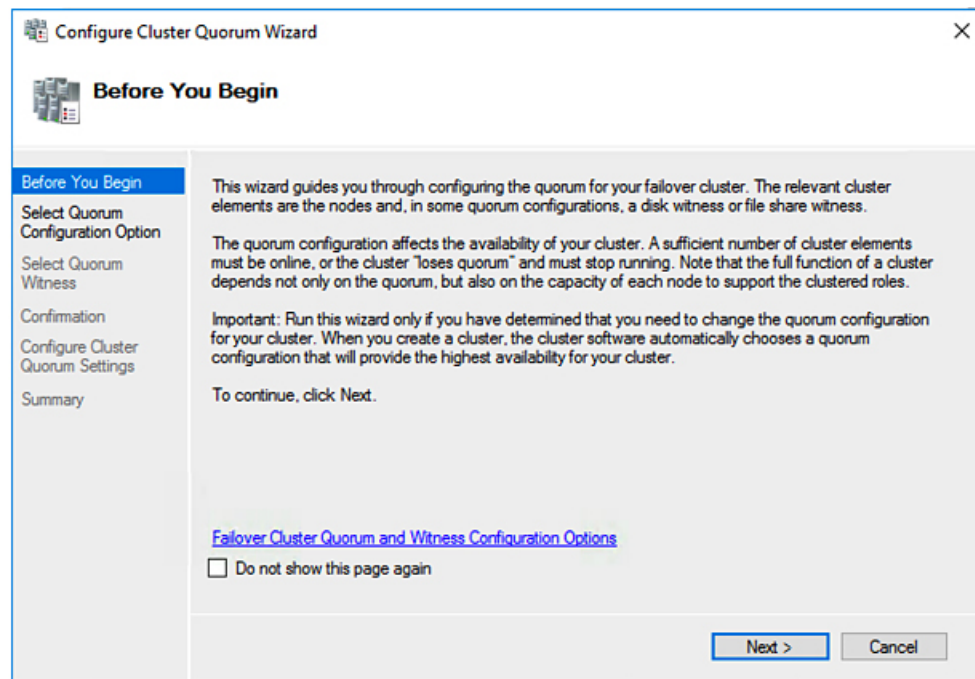 Configure Cluster Quorum Wizard
Before You Begin
Before You Begin
Select Quorum
Configuration Option
Select Quorum
Witness
Confirmation
Configure Cluster
Quorum Settings
Summary
This wizard guides you through configuring the quorum for your failover cluster. The relevant cluster
elements are the nodes and, in some quorum configurations, a disk witness or file share witness.
The quorum configuration affects the availability of your cluster. A sufficient number of cluster elements
must be online, or the cluster "loses quorum" and must stop running. Note that the full function of a cluster
depends not only on the quorum, but also on the capacity of each node to support the clustered roles.
Important: Run this wizard only if you have determined that you need to change the quorum configuration
for your cluster. When you create a cluster, the cluster software automatically chooses a quorum
configuration that will provide the highest availability for your cluster.
To continue, click Next.
Failover Cluster Quorum and Witness Configuration Options
Do not show this page again
Next >
Cancel